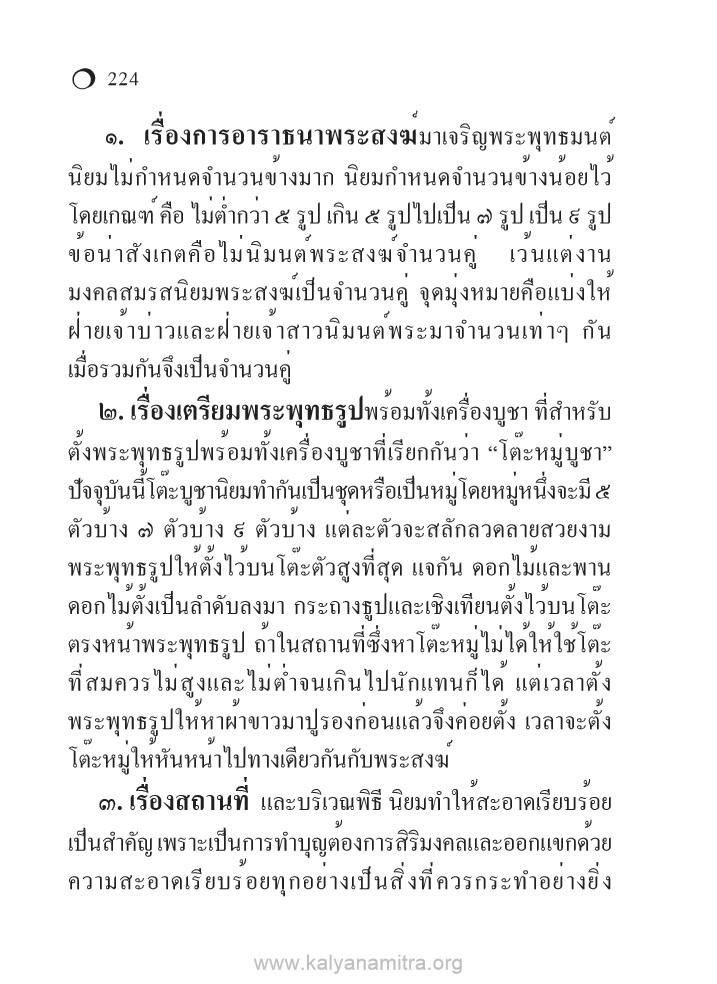 224
๑. เรื่องการอาราธนาพระสงฆ์มาเจริญพระพุทธมนต์
นิยมไม่กำหนดจำนวนข้างมาก นิยมกำหนดจำนวนข้างน้อยไว้
โดยเกณฑ์ คือ ไม่ต่ำกว่า ๕ รูป เกิน ๕ รูปไปเป็น ๗ รูป เป็น ๙ รูป
ข้อน่าสังเกตคือไม่นิมนต์พระสงฆ์จำนวนคู่ เว้นแต่งาน
มงคลสมรสนิยมพระสงฆ์เป็นจำนวนคู่ จุดมุ่งหมายคือแบ่งให้
ฝ่ายเจ้าบ่าวและฝ่ายเจ้าสาวนิมนต์พระมาจำนวนเท่าๆ กัน
เมื่อรวมกันจึงเป็นจำนวนคู่
๒. เรื่องเตรียมพระพุทธรูปพร้อมทั้งเครื่องบูชา ที่สำหรับ
ตั้งพระพุทธรูปพร้อมทั้งเครื่องบูชาที่เรียกกันว่า “โต๊ะหมู่บูชา”
ปัจจุบันนี้โต๊ะบูชานิยมทำกันเป็นชุดหรือเป็นหมู่โดยหมู่หนึ่งจะมี ๕
ตัวบ้าง ๗ ตัวบ้าง ๙ ตัวบ้าง แต่ละตัวจะสลักลวดลายสวยงาม
พระพุทธรูปให้ตั้งไว้บนโต๊ะตัวสูงที่สุด แจกัน ดอกไม้และพาน
ดอกไม้ตั้งเป็นลำดับลงมา กระถางธูปและเชิงเทียนตั้งไว้บนโต๊ะ
ตรงหน้าพระพุทธรูป ถ้าในสถานที่ซึ่งหาโต๊ะหมู่ไม่ได้ให้ใช้โต๊ะ
ที่สมควรไม่สูงและไม่ต่ำจนเกินไปนักแทนก็ได้ แต่เวลาตั้ง
พระพุทธรูปให้หาผ้าขาวมาปูรองก่อนแล้วจึงค่อยตั้ง เวลาจะตั้ง
โต๊ะหมู่ให้หันหน้าไปทางเดียวกันกับพระสงฆ์
๓. เรื่องสถานที่ และบริเวณพิธี นิยมทำให้สะอาดเรียบร้อย
เป็นสำคัญ เพราะเป็นการทำบุญต้องการสิริมงคลและออกแขกด้วย
ความสะอาดเรียบร้อยทุกอย่างเป็นสิ่งที่ควรกระทำอย่างยิ่ง
www.kalyanamitra.org